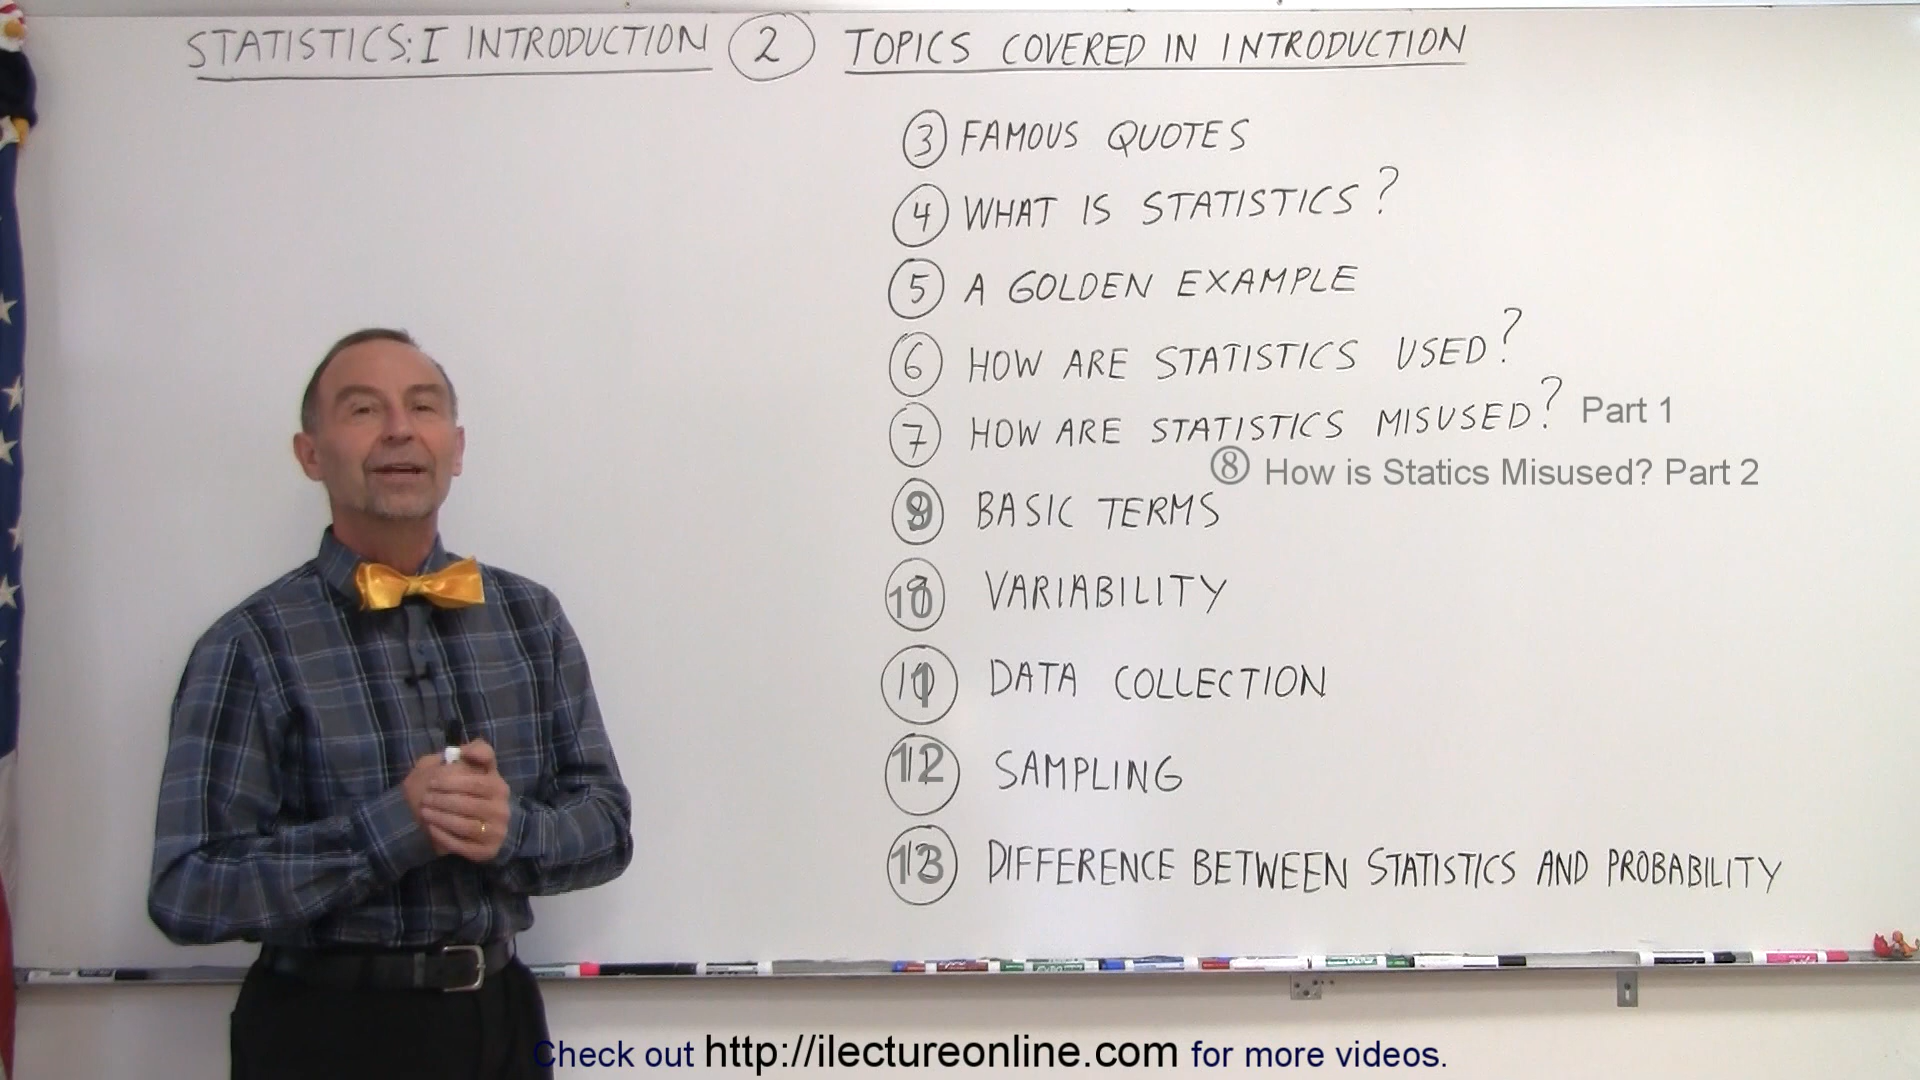 STATISTICS: I INTRODUCTION ② TOPICS COVERED IN INTRODUCTION
③ FAMOUS QUOTES
④ WHAT IS STATISTICS?
⑤ A GOLDEN EXAMPLE
⑥ HOW ARE STATISTICS USED?
⑦ HOW ARE STATISTICS MISUSED? Part 1
⑧ How is Statics Misused? Part 2
⑨ BASIC TERMS
⑩ VARIABILITY
⑪ DATA COLLECTION
⑫ SAMPLING
⑬ DIFFERENCE BETWEEN STATISTICS AND PROBABILITY
Check out http://ilectureonline.com for more videos.